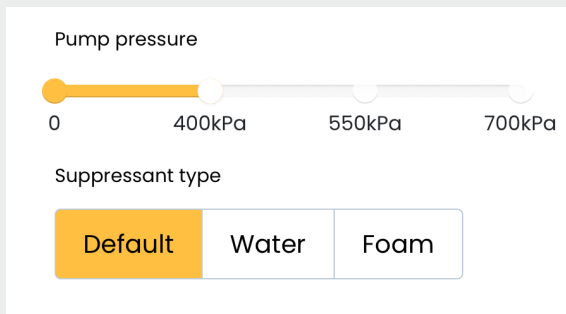 Pump pressure
0 400kPa 550kPa 700kPa
Suppressant type
Default Water Foam